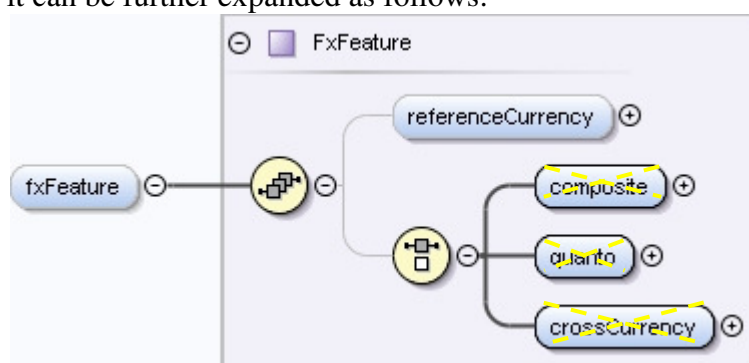 it can be further expanded as follows:
FxFeature
referenceCurrency
fxFeature
composite
quanto
crossCurrency